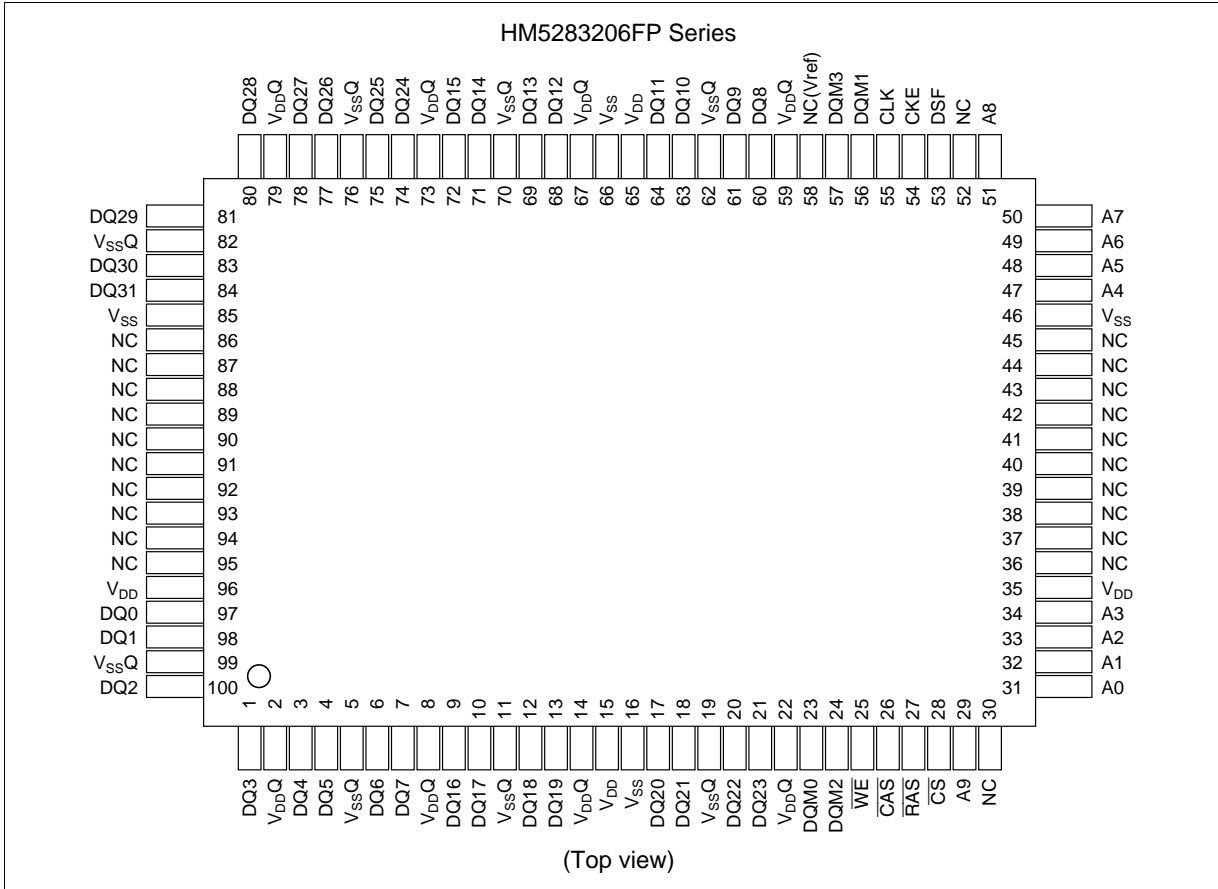 HM5283206FP Series
DQ28 VDDQ DQ27 DQ26 VSSQ DQ25 DQ24 VDDQ DQ15 DQ14 VSSQ DQ13 DQ12 VDDQ VSS VDD DQ11 DQ10 VSSQ DQ9 DQ8 VDDQ NC(Vref) DQM3 DQM1 CLK CKE DSF NC A8
80 79 78 77 76 75 74 73 72 71 70 69 68 67 66 65 64 63 62 61 60 59 58 57 56 55 54 53 52 51
DQ29 81 50 A7
VSSQ 82 49 A6
DQ30 83 48 A5
DQ31 84 47 A4
VSS 85 46 VSS
NC 86 45 NC
NC 87 44 NC
NC 88 43 NC
NC 89 42 NC
NC 90 41 NC
NC 91 40 NC
NC 92 39 NC
NC 93 38 NC
NC 94 37 NC
NC 95 36 NC
VDD 96 35 VDD
DQ0 97 34 A3
DQ1 98 33 A2
VSSQ 99 32 A1
DQ2 100 31 A0
1 2 3 4 5 6 7 8 9 10 11 12 13 14 15 16 17 18 19 20 21 22 23 24 25 26 27 28 29 30
DQ3 VDDQ DQ4 DQ5 VSSQ DQ6 DQ7 VDDQ DQ16 DQ17 VSSQ DQ18 DQ19 VDDQ VDD VSS DQ20 DQ21 VSSQ DQ22 DQ23 VDDQ DQM0 DQM2 WE CAS RAS CS A9 NC
(Top view)